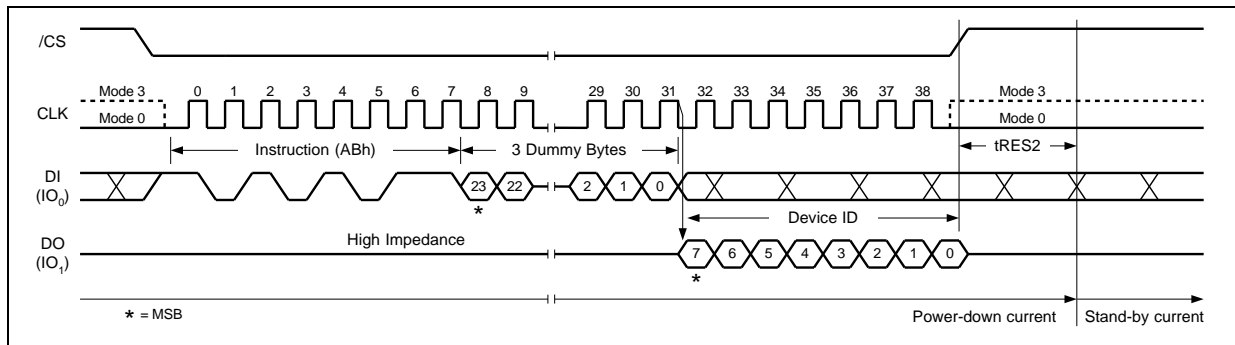 /CS
Mode 3 0 1 2 3 4 5 6 7 8 9 29 30 31 32 33 34 35 36 37 38 Mode 3
CLK Mode 0 Mode 0
Instruction (ABh) 3 Dummy Bytes tRES2
DI
(IO0) 23 22 2 1 0
*
Device ID
High Impedance
DO
(IO1) 7 6 5 4 3 2 1 0
*
* = MSB
Power-down current Stand-by current